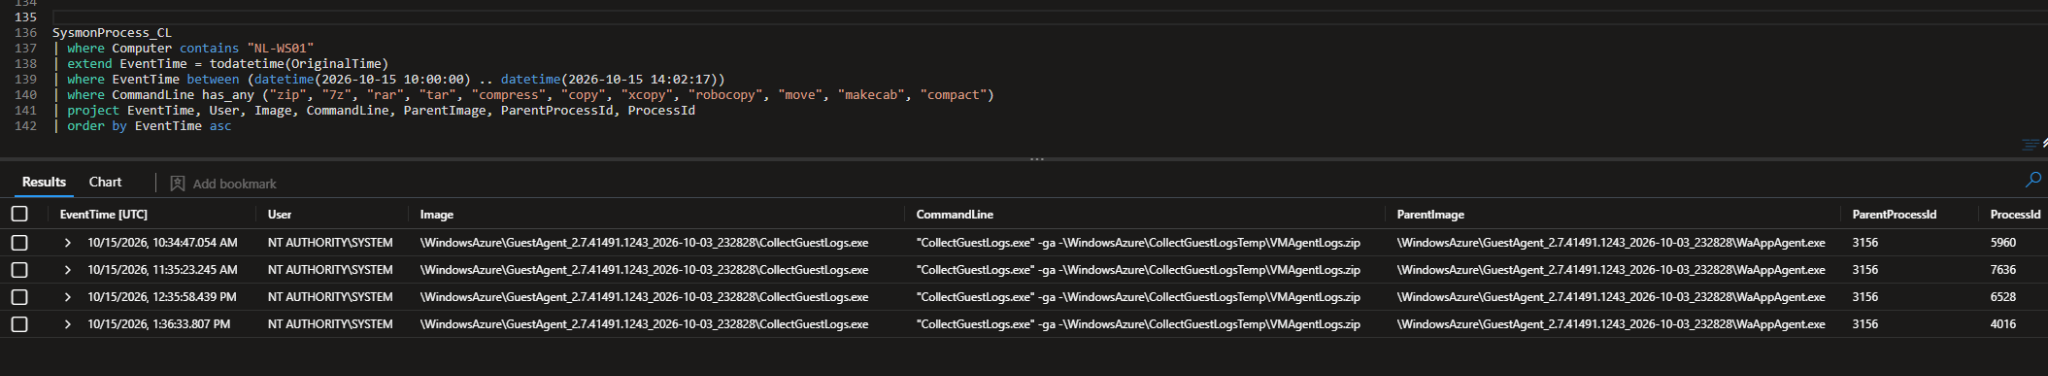 134
135
136 SysmonProcess_CL
137 | where Computer contains "NL-WS01"
138 | extend EventTime = todatetime(OriginalTime)
139 | where EventTime between (datetime(2026-10-15 10:00:00) .. datetime(2026-10-15 14:02:17))
140 | where CommandLine has_any ("zip", "7z", "rar", "tar", "compress", "copy", "xcopy", "robocopy", "move", "makecab", "compact")
141 | project EventTime, User, Image, CommandLine, ParentImage, ParentProcessId, ProcessId
142 | order by EventTime asc
Results Chart Add bookmark
EventTime [UTC] User Image CommandLine ParentImage ParentProcessId ProcessId
10/15/2026, 10:34:47.054 AM NT AUTHORITY\SYSTEM \WindowsAzure\GuestAgent_2.7.41491.1243_2026-10-03_232828\CollectGuestLogs.exe "CollectGuestLogs.exe" -ga -\WindowsAzure\CollectGuestLogsTemp\VMAgentLogs.zip \WindowsAzure\GuestAgent_2.7.41491.1243_2026-10-03_232828\WaAppAgent.exe 3156 5960
10/15/2026, 11:35:23.245 AM NT AUTHORITY\SYSTEM \WindowsAzure\GuestAgent_2.7.41491.1243_2026-10-03_232828\CollectGuestLogs.exe "CollectGuestLogs.exe" -ga -\WindowsAzure\CollectGuestLogsTemp\VMAgentLogs.zip \WindowsAzure\GuestAgent_2.7.41491.1243_2026-10-03_232828\WaAppAgent.exe 3156 7636
10/15/2026, 12:35:58.439 PM NT AUTHORITY\SYSTEM \WindowsAzure\GuestAgent_2.7.41491.1243_2026-10-03_232828\CollectGuestLogs.exe "CollectGuestLogs.exe" -ga -\WindowsAzure\CollectGuestLogsTemp\VMAgentLogs.zip \WindowsAzure\GuestAgent_2.7.41491.1243_2026-10-03_232828\WaAppAgent.exe 3156 6528
10/15/2026, 1:36:33.807 PM NT AUTHORITY\SYSTEM \WindowsAzure\GuestAgent_2.7.41491.1243_2026-10-03_232828\CollectGuestLogs.exe "CollectGuestLogs.exe" -ga -\WindowsAzure\CollectGuestLogsTemp\VMAgentLogs.zip \WindowsAzure\GuestAgent_2.7.41491.1243_2026-10-03_232828\WaAppAgent.exe 3156 4016